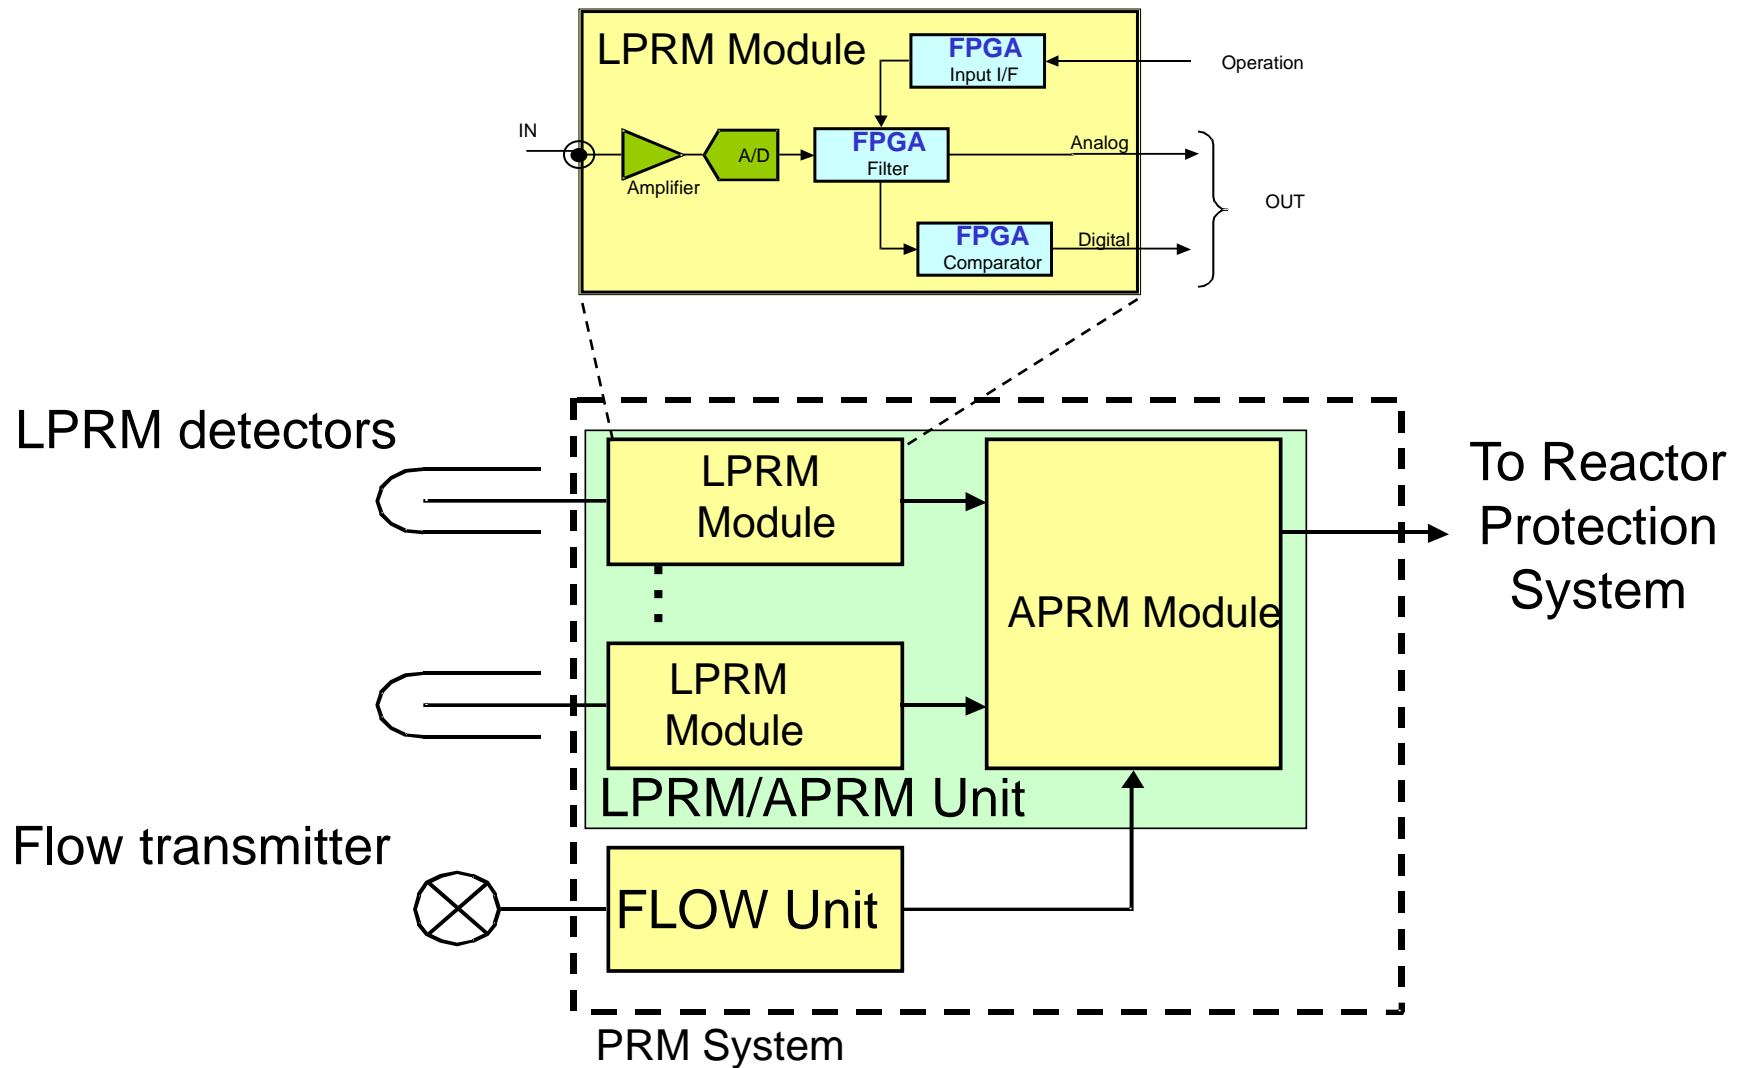 LPRM Module
FPGA
Input I/F
Operation
IN
A/D
Amplifier
FPGA
Filter
Analog
OUT
FPGA
Comparator
Digital
LPRM detectors
LPRM
Module
LPRM
Module
APRM Module
To Reactor
Protection
System
LPRM/APRM Unit
Flow transmitter
FLOW Unit
PRM System